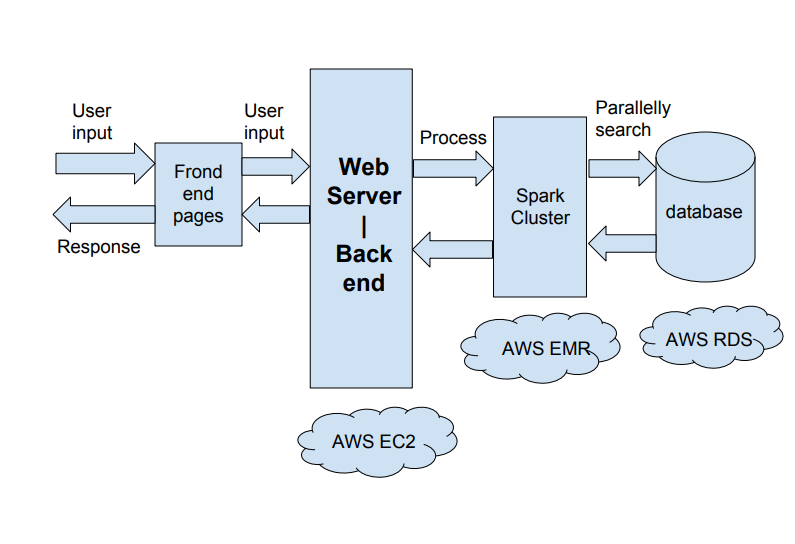 User
input
User
input
Process
Parallelly
search
Frond
end
pages
Web
Server
|
Back
end
Spark
Cluster
database
Response
AWS EMR
AWS RDS
AWS EC2